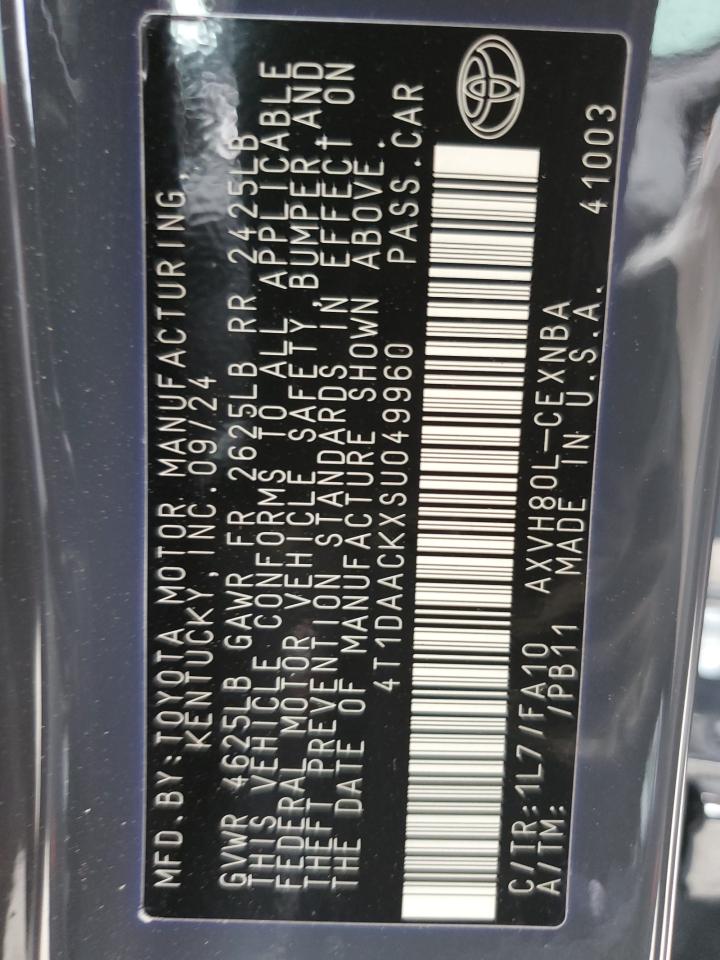 MFD.BY:TOYOTA MOTOR MANUFACTURING,
KENTUCKY, INC.09/24
GVWR 4625LB GAWR FR 2625LB RR 2425LB
THIS VEHICLE CONFORMS TO ALL APPLICABLE
FEDERAL MOTOR VEHICLE SAFETY,BUMPER,AND
THEFT PREVENTION STANDARDS IN EFFECT ON
THE DATE OF MANUFACTURE SHOWN ABOVE.
4T1DAACKXSU049960 PASS.CAR
C/TR:1L7/FA10 AXVH80L-CEXNBA
A/TM: /PB11 MADE IN U.S.A. 41003